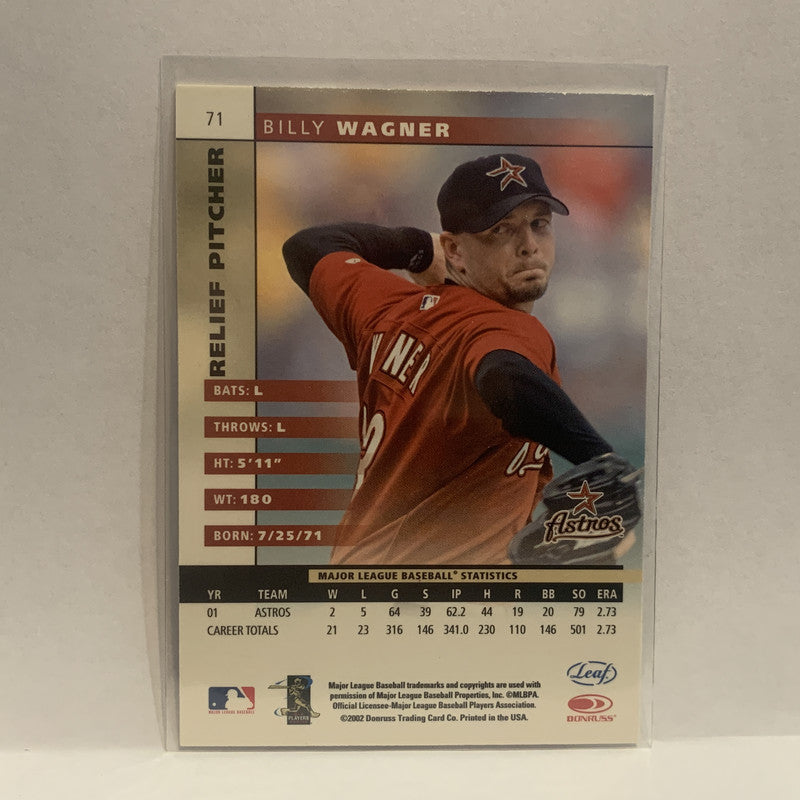 71
BILLY WAGNER
RELIEF PITCHER
BATS: L
THROWS: L
HT: 5'11"
WT: 180
BORN: 7/25/71
Astros
MAJOR LEAGUE BASEBALL® STATISTICS
YR TEAM W L G S IP H R BB SO ERA
01 ASTROS 2 5 64 39 62.2 44 19 20 79 2.73
CAREER TOTALS 21 23 316 146 341.0 230 110 146 501 2.73
Major League Baseball trademarks and copyrights are used with
permission of Major League Baseball Properties, Inc. ©MLBPA.
Official Licensee-Major League Baseball Players Association.
©2002 Donruss Trading Card Co. Printed in the USA.
MAJOR LEAGUE BASEBALL
PLAYERS
Leaf
DONRUSS